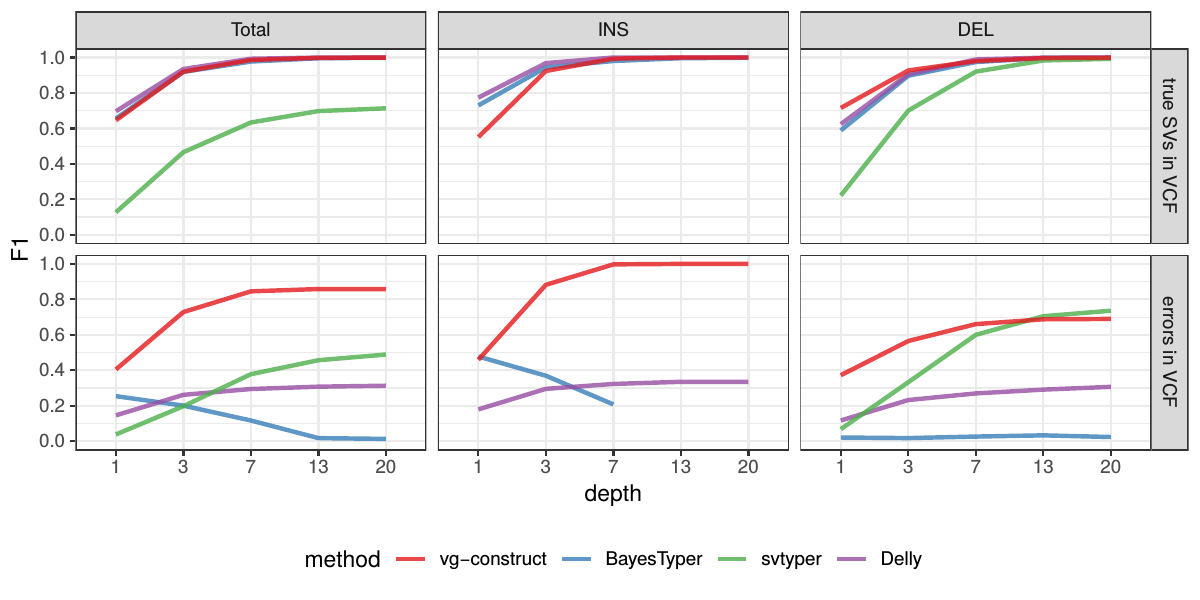 Total INS DEL
1.0
0.8
0.6
0.4
0.2
0.0
true SVs in VCF
F1
1.0
0.8
0.6
0.4
0.2
0.0
errors in VCF
1 3 7 13 20 1 3 7 13 20 1 3 7 13 20
depth
method vg−construct BayesTyper svtyper Delly